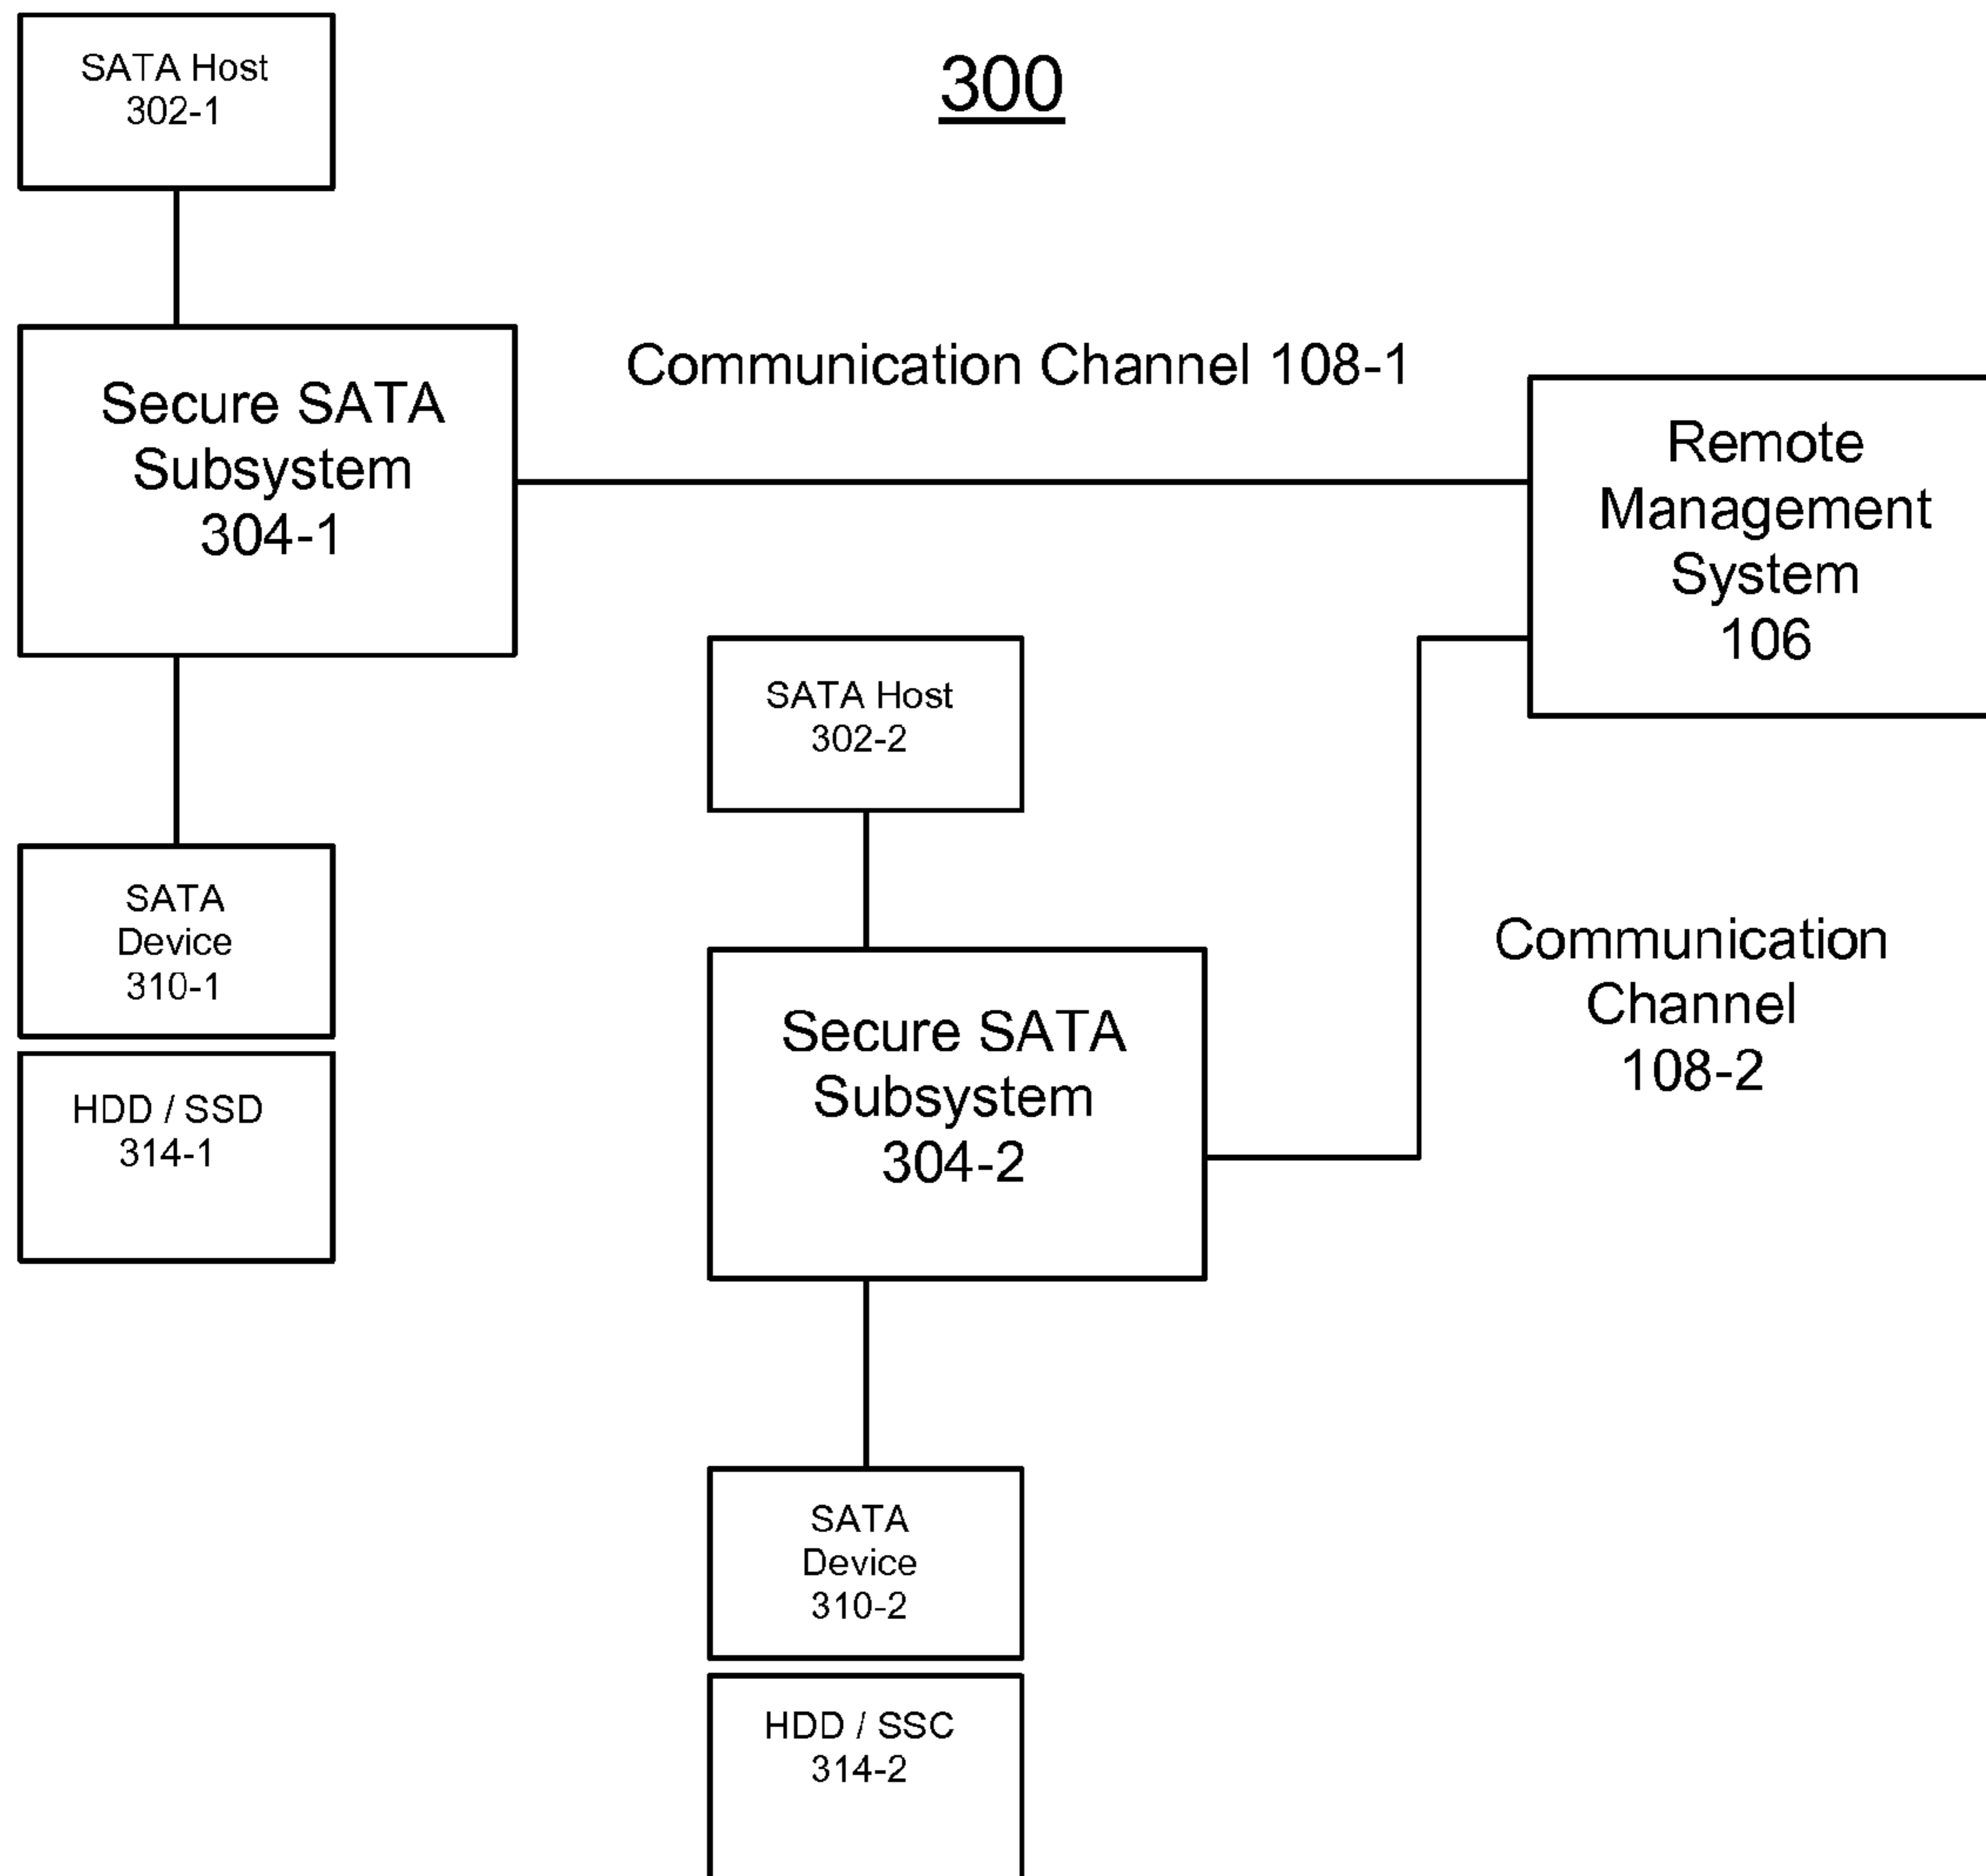 SATA Host
302-1
300
Secure SATA
Subsystem
304-1
Communication Channel 108-1
Remote
Management
System
106
SATA Host
302-2
SATA
Device
310-1
HDD / SSD
314-1
Secure SATA
Subsystem
304-2
Communication
Channel
108-2
SATA
Device
310-2
HDD / SSC
314-2